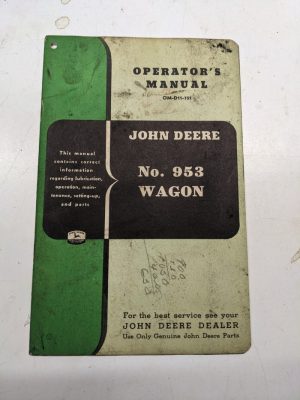 OPERATOR'S
MANUAL
OM-D11-151
JOHN DEERE
No. 953
WAGON
This manual
contains correct
information
regarding lubrication,
operation, main-
tenance, setting-up,
and parts
For the best service see your
JOHN DEERE DEALER
Use Only Genuine John Deere Parts